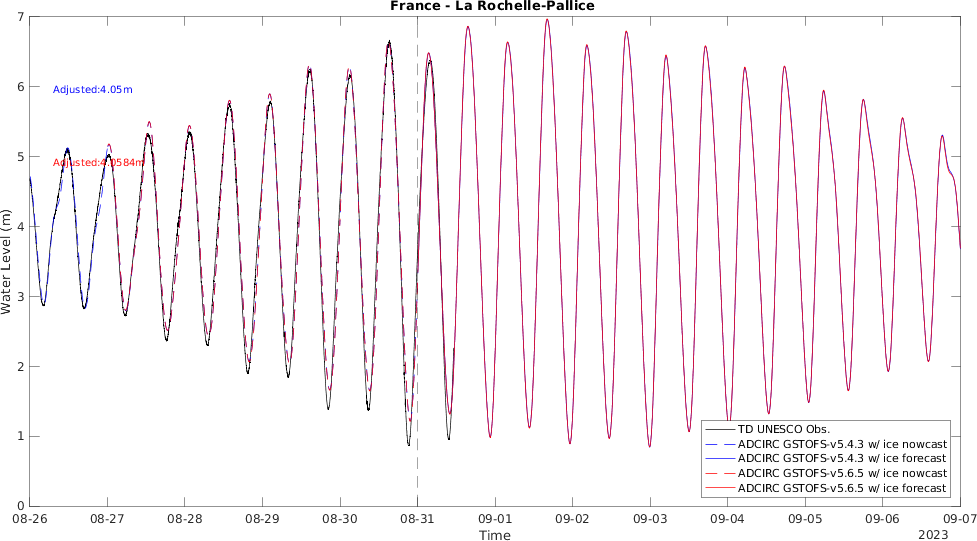 France - La Rochelle-Pallice
7
6
5
4
3
2
1
0
Water Level (m)
Adjusted:4.05m
Adjusted:4.0584m
TD UNESCO Obs.
ADCIRC GSTOFS-v5.4.3 w/ ice nowcast
ADCIRC GSTOFS-v5.4.3 w/ ice forecast
ADCIRC GSTOFS-v5.6.5 w/ ice nowcast
ADCIRC GSTOFS-v5.6.5 w/ ice forecast
08-26 08-27 08-28 08-29 08-30 08-31 09-01 09-02 09-03 09-04 09-05 09-06 09-07
Time
2023